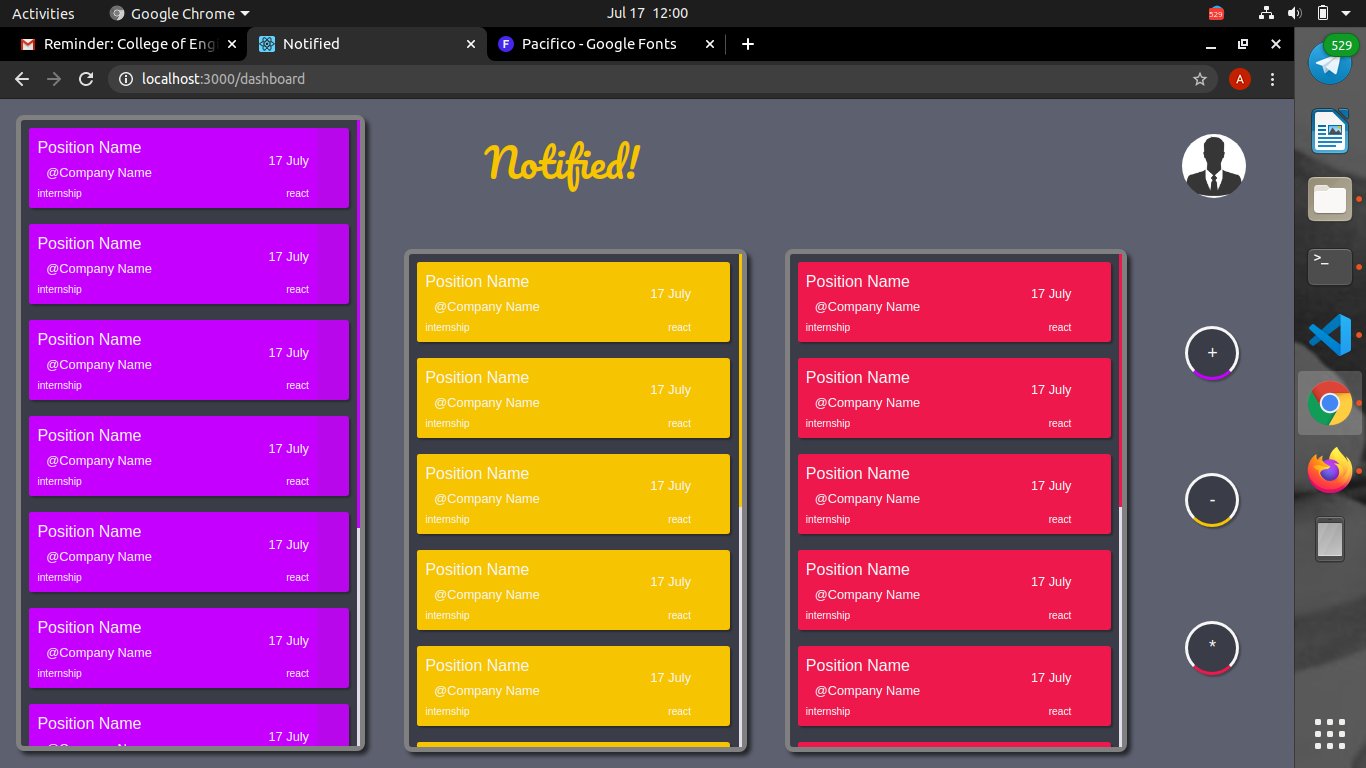 Activities
Google Chrome
Jul 17 12:00
529
Reminder: College of Eng
Notified
Pacifico - Google Fonts
localhost:3000/dashboard
A
529
Notified!
Position Name
17 July
@Company Name
internship
react
Position Name
17 July
@Company Name
internship
react
Position Name
17 July
@Company Name
internship
react
Position Name
17 July
@Company Name
internship
react
Position Name
17 July
@Company Name
internship
react
Position Name
17 July
@Company Name
internship
react
Position Name
17 July
@Company Name
Position Name
17 July
@Company Name
internship
react
Position Name
17 July
@Company Name
internship
react
Position Name
17 July
@Company Name
internship
react
Position Name
17 July
@Company Name
internship
react
Position Name
17 July
@Company Name
internship
react
Position Name
17 July
@Company Name
internship
react
Position Name
17 July
@Company Name
internship
react
Position Name
17 July
@Company Name
internship
react
Position Name
17 July
@Company Name
internship
react
Position Name
17 July
@Company Name
internship
react
+
-
*